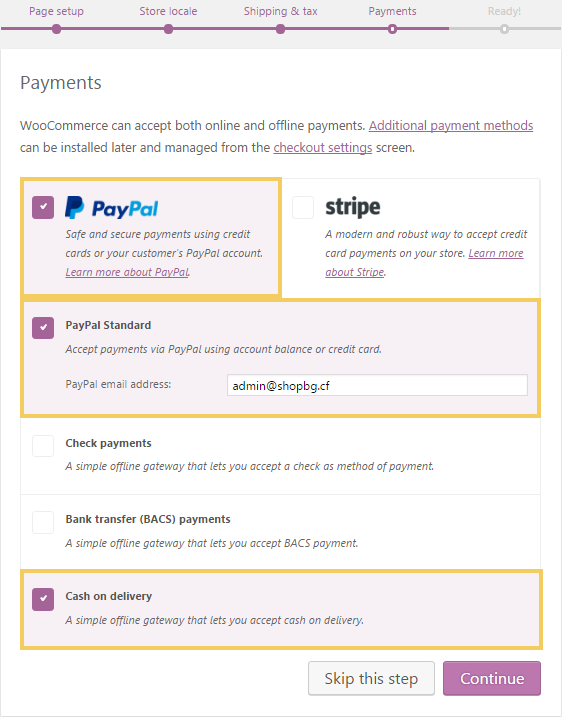 Page setup
Store locale
Shipping & tax
Payments
Ready!
Payments
WooCommerce can accept both online and offline payments. Additional payment methods
can be installed later and managed from the checkout settings screen.
PayPal
Safe and secure payments using credit
cards or your customer's PayPal account.
Learn more about PayPal.
stripe
A modern and robust way to accept credit
card payments on your store. Learn more
about Stripe.
PayPal Standard
Accept payments via PayPal using account balance or credit card.
PayPal email address:
admin@shopbg.cf
Check payments
A simple offline gateway that lets you accept a check as method of payment.
Bank transfer (BACS) payments
A simple offline gateway that lets you accept BACS payment.
Cash on delivery
A simple offline gateway that lets you accept cash on delivery.
Skip this step
Continue